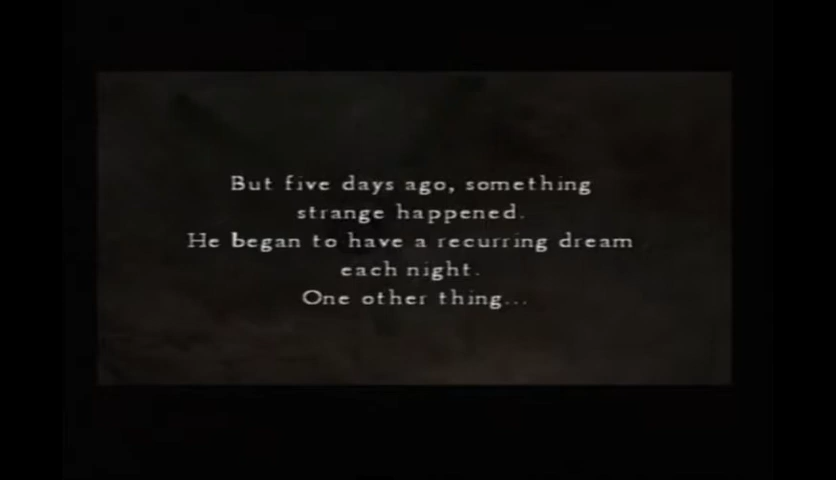 But five days ago, something
strange happened.
He began to have a recurring dream
each night.
One other thing...